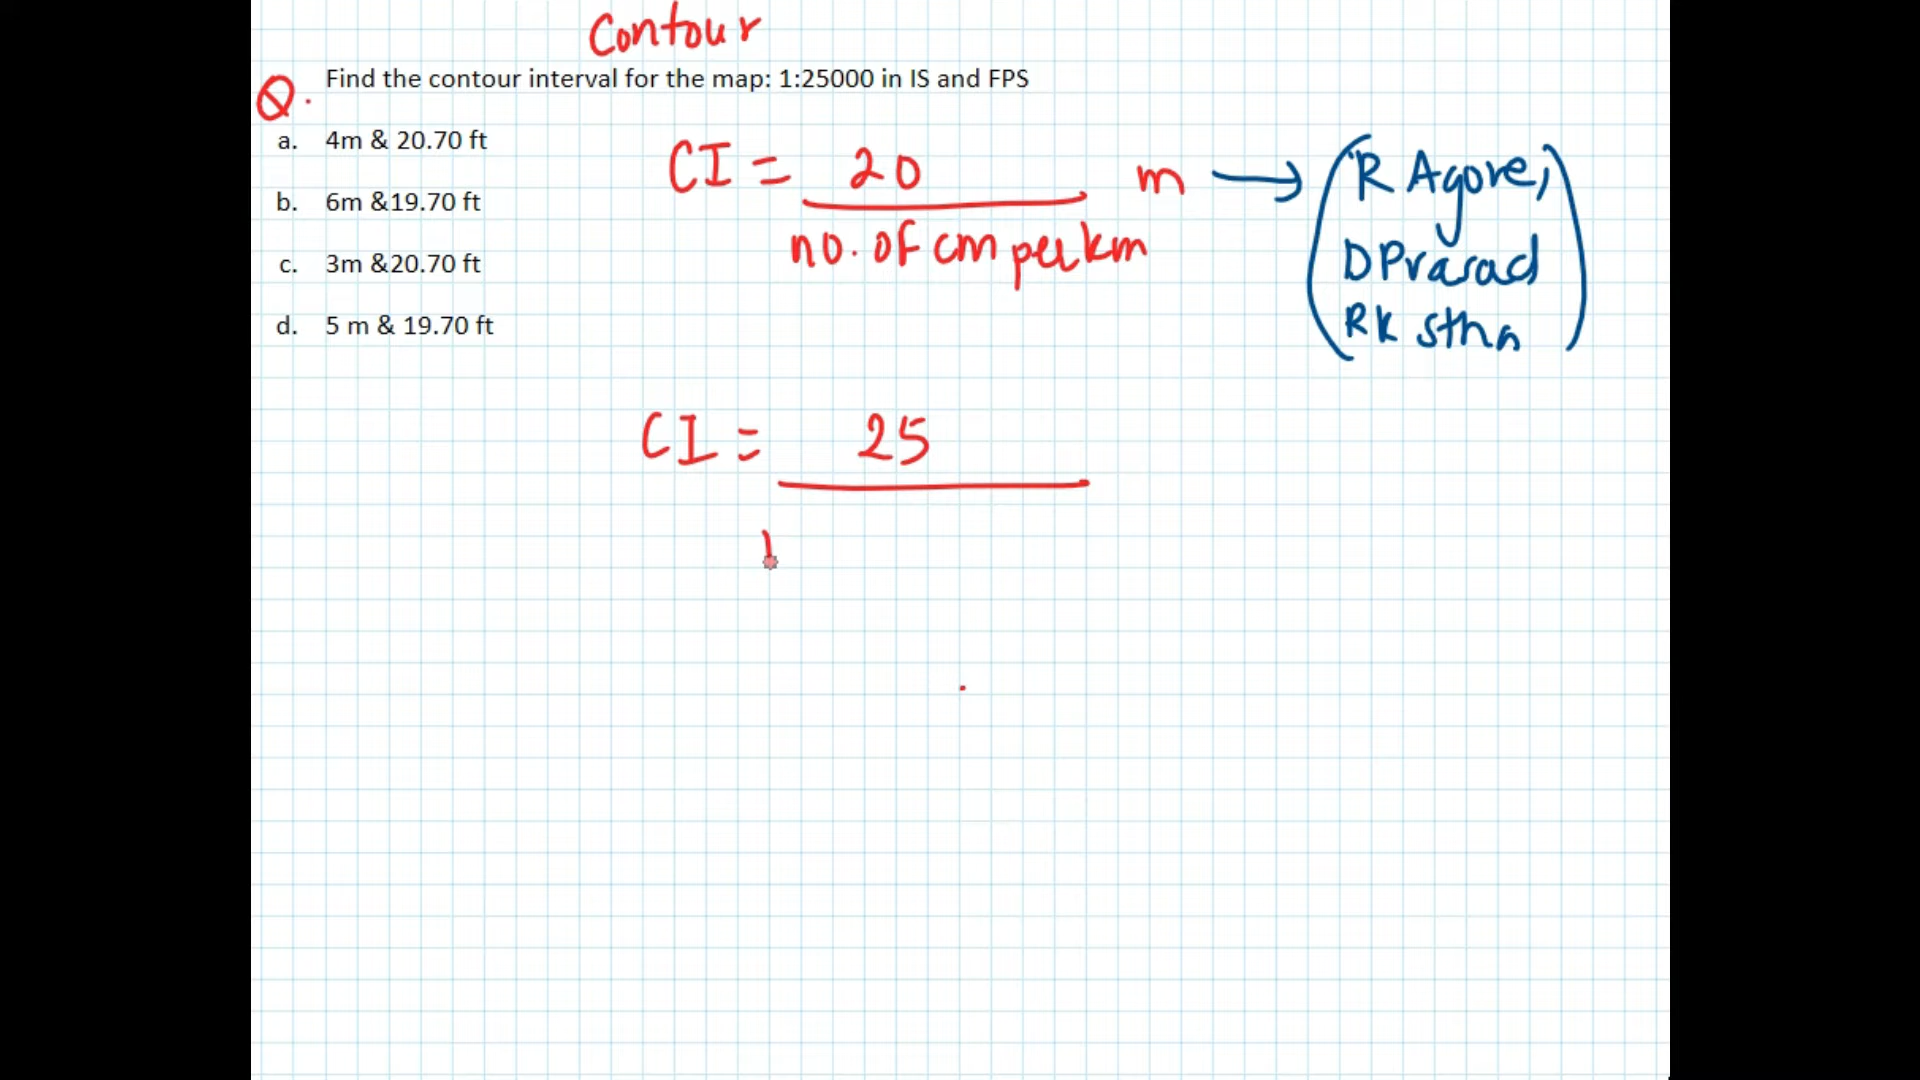 Contour
Q. Find the contour interval for the map: 1:25000 in IS and FPS
a. 4m & 20.70 ft
b. 6m &19.70 ft
c. 3m &20.70 ft
d. 5 m & 19.70 ft
CI = 20 m → (R Agore,
no. of cm per km
D Prasad
RK sthn)
CI = 25